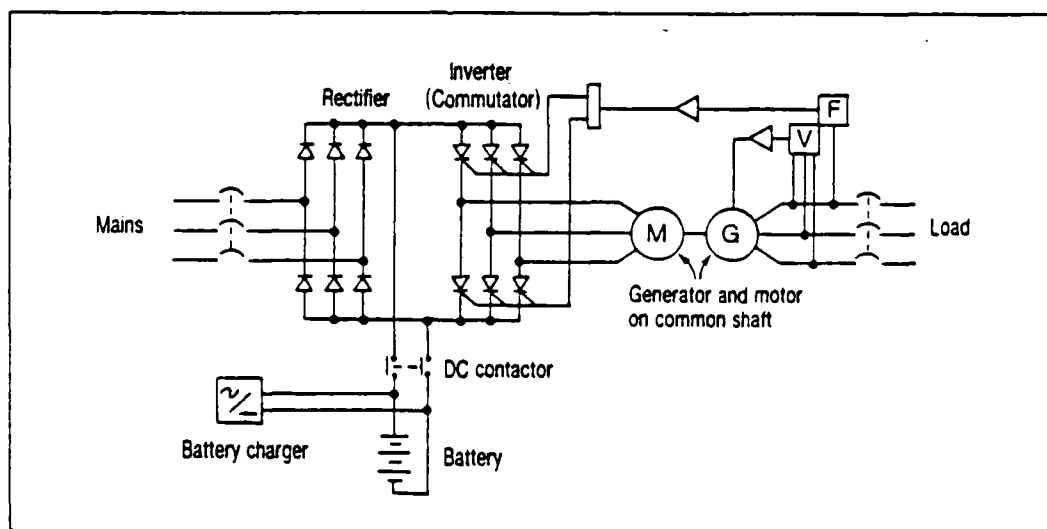 Inverter
(Commutator)
Rectifier
F
V
Mains
M
G
Load
Generator and motor
on common shaft
DC contactor
Battery charger
Battery